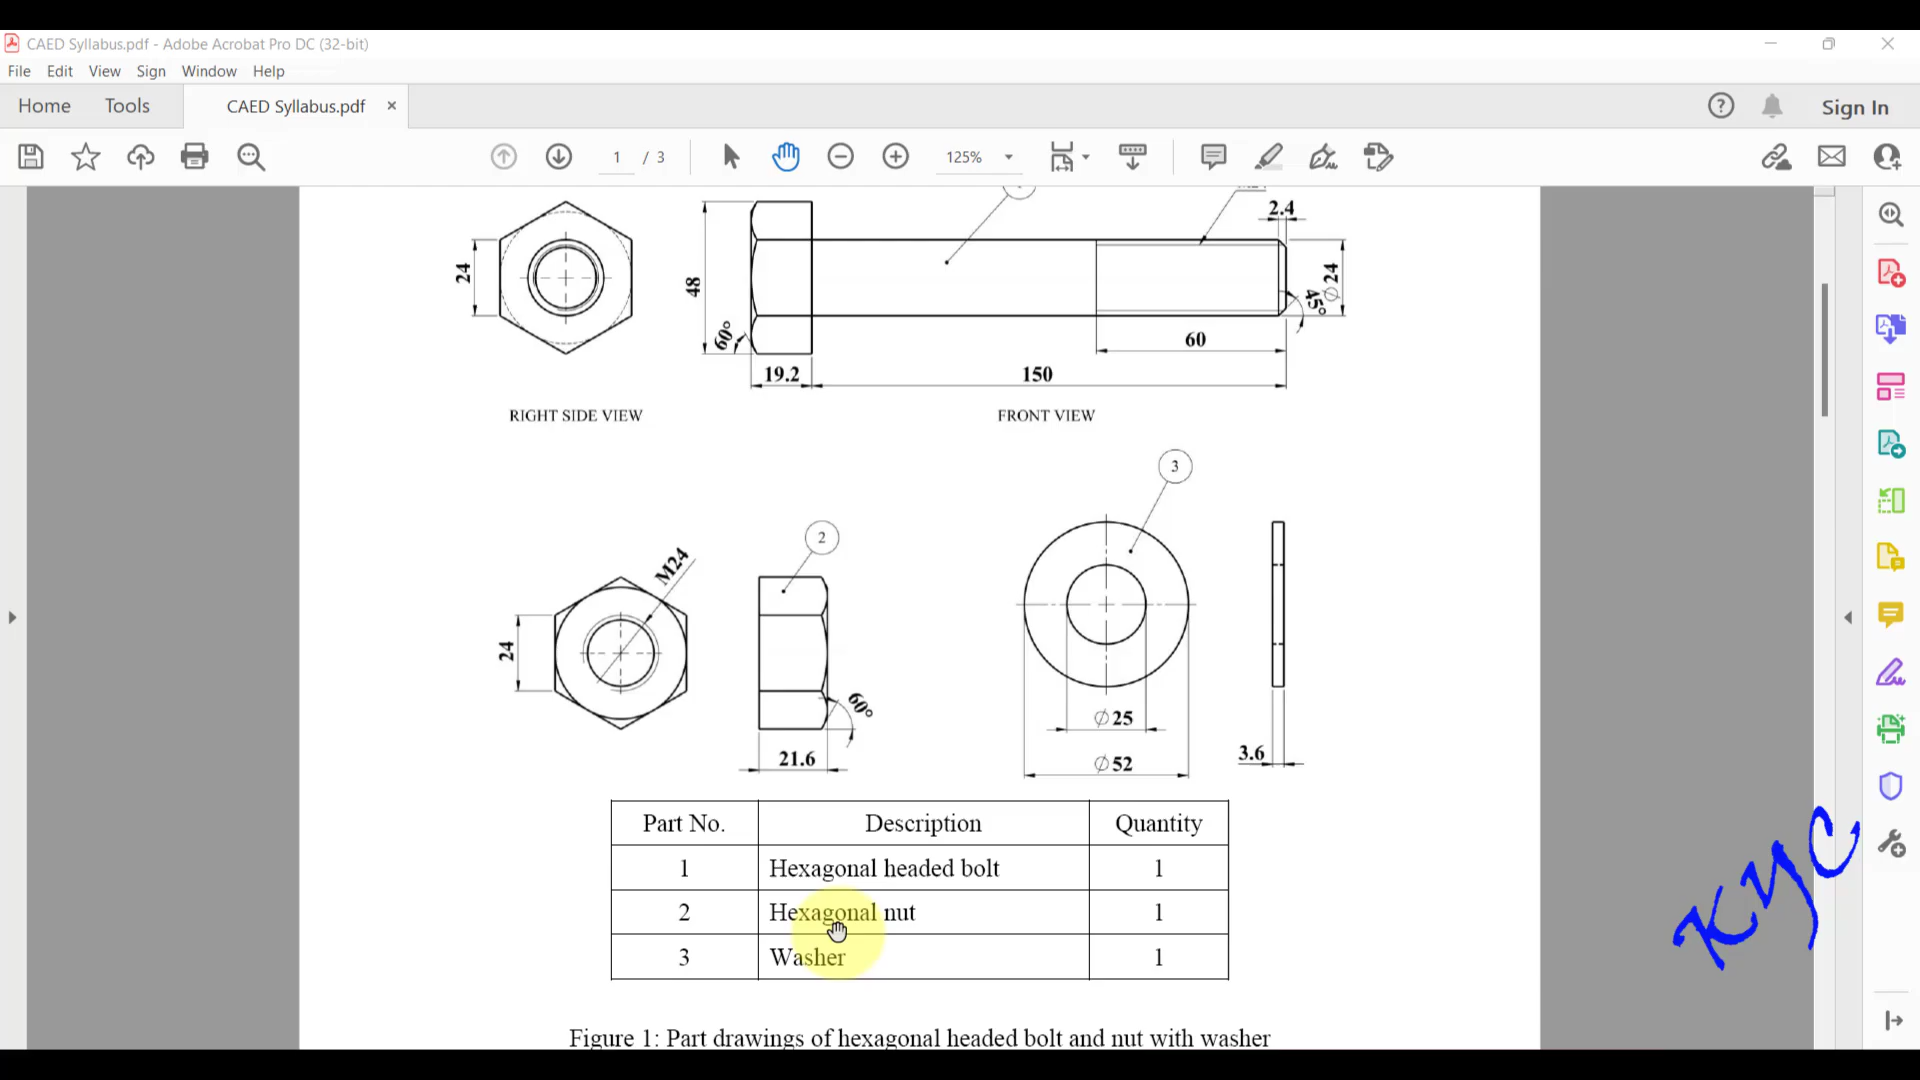 CAED Syllabus.pdf - Adobe Acrobat Pro DC (32-bit)
File Edit View Sign Window Help
Home Tools CAED Syllabus.pdf × Sign In
1 / 3 125%
2.4
24
48
60°
45°
∅24
60
19.2 150
RIGHT SIDE VIEW FRONT VIEW
3
2
M24
24
60°
21.6
∅25
∅52
3.6
Part No. Description Quantity
1 Hexagonal headed bolt 1
2 Hexagonal nut 1
3 Washer 1
Figure 1: Part drawings of hexagonal headed bolt and nut with washer
KYC